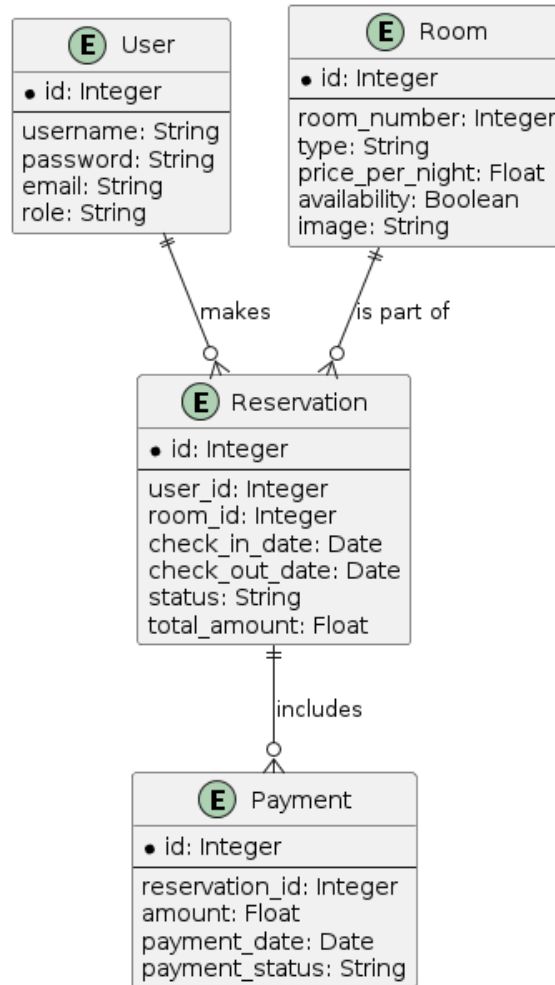 E User
• id: Integer
username: String
password: String
email: String
role: String
E Room
• id: Integer
room_number: Integer
type: String
price_per_night: Float
availability: Boolean
image: String
makes
is part of
E Reservation
• id: Integer
user_id: Integer
room_id: Integer
check_in_date: Date
check_out_date: Date
status: String
total_amount: Float
includes
E Payment
• id: Integer
reservation_id: Integer
amount: Float
payment_date: Date
payment_status: String